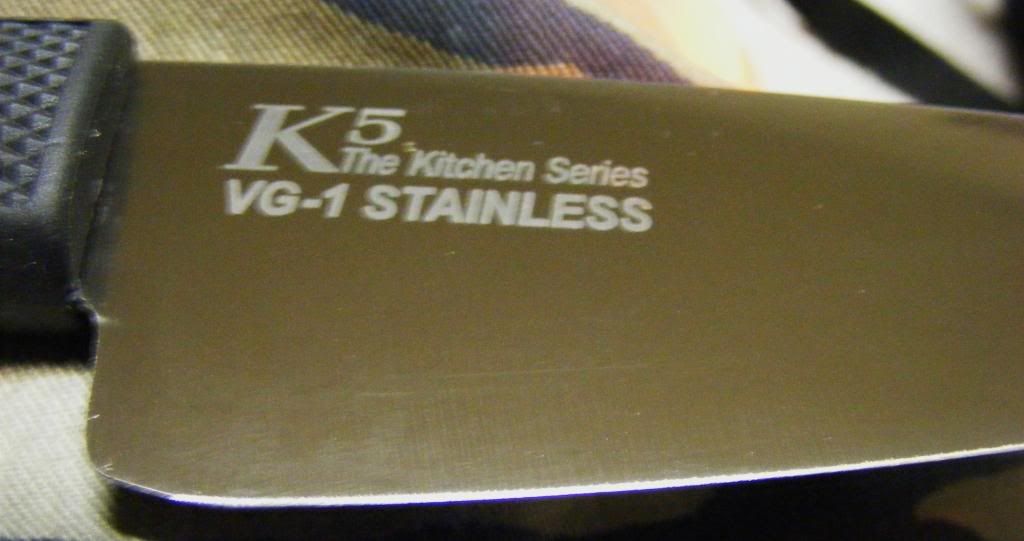 K5
The Kitchen Series
VG-1 STAINLESS